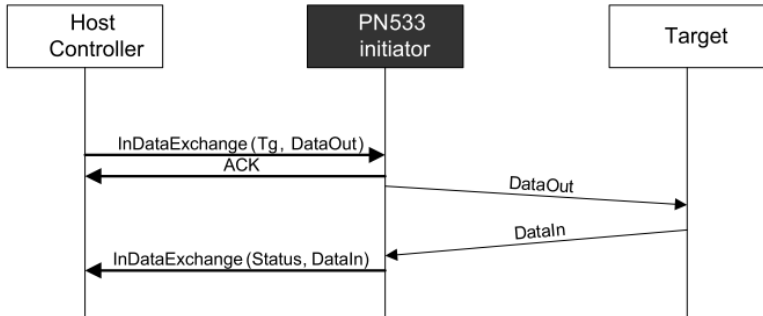 Host
Controller
PN533
initiator
Target
InDataExchange(Tg, DataOut)
ACK
DataOut
DataIn
InDataExchange(Status, DataIn)